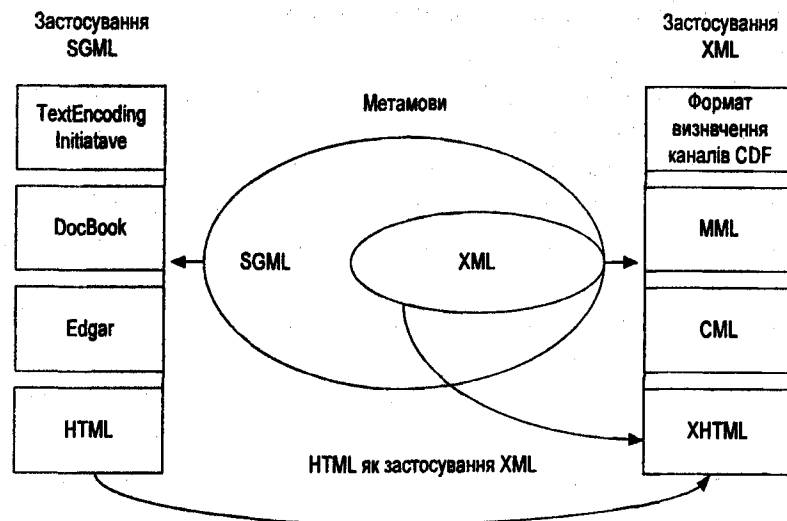 Застосування
SGML
TextEncoding
Initiatave
DocBook
Edgar
HTML
Метамови
SGML
XML
HTML як застосування XML
Застосування
XML
Формат
визнвчення
каналів CDF
MML
CML
XHTML